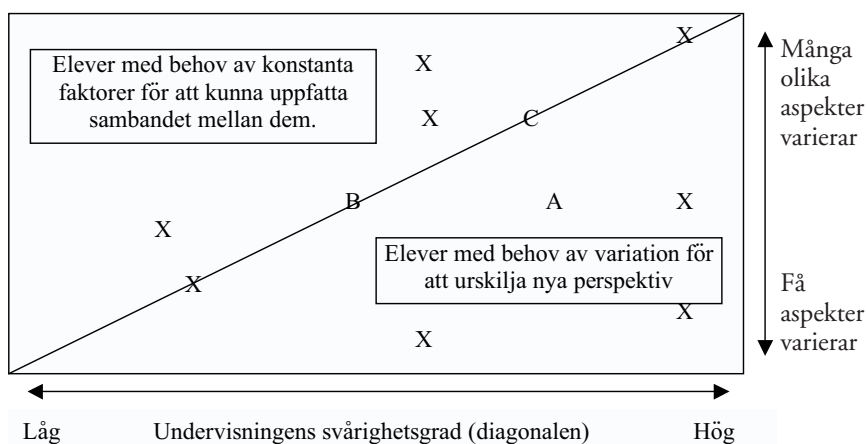 Elever med behov av konstanta
faktorer för att kunna uppfatta
sambandet mellan dem.
X
X
X
C
X
B
A
X
X
Elever med behov av variation för
att urskilja nya perspektiv
X
X
Många
olika
aspekter
varierar
Få
aspekter
varierar
Låg Undervisningens svårighetsgrad (diagonalen) Hög